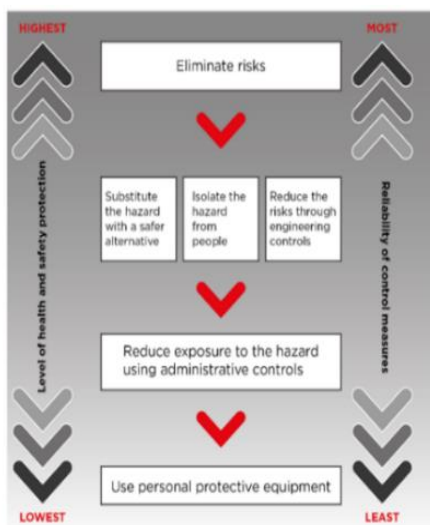 HIGHEST
MOST
Eliminate risks
Substitute
the hazard
with a safer
alternative
Isolate the
hazard
from
people
Reduce the
risks through
engineering
controls
Level of health and safety protection
Reliability of control measures
Reduce exposure to the hazard
using administrative controls
Use personal protective equipment
LOWEST
LEAST